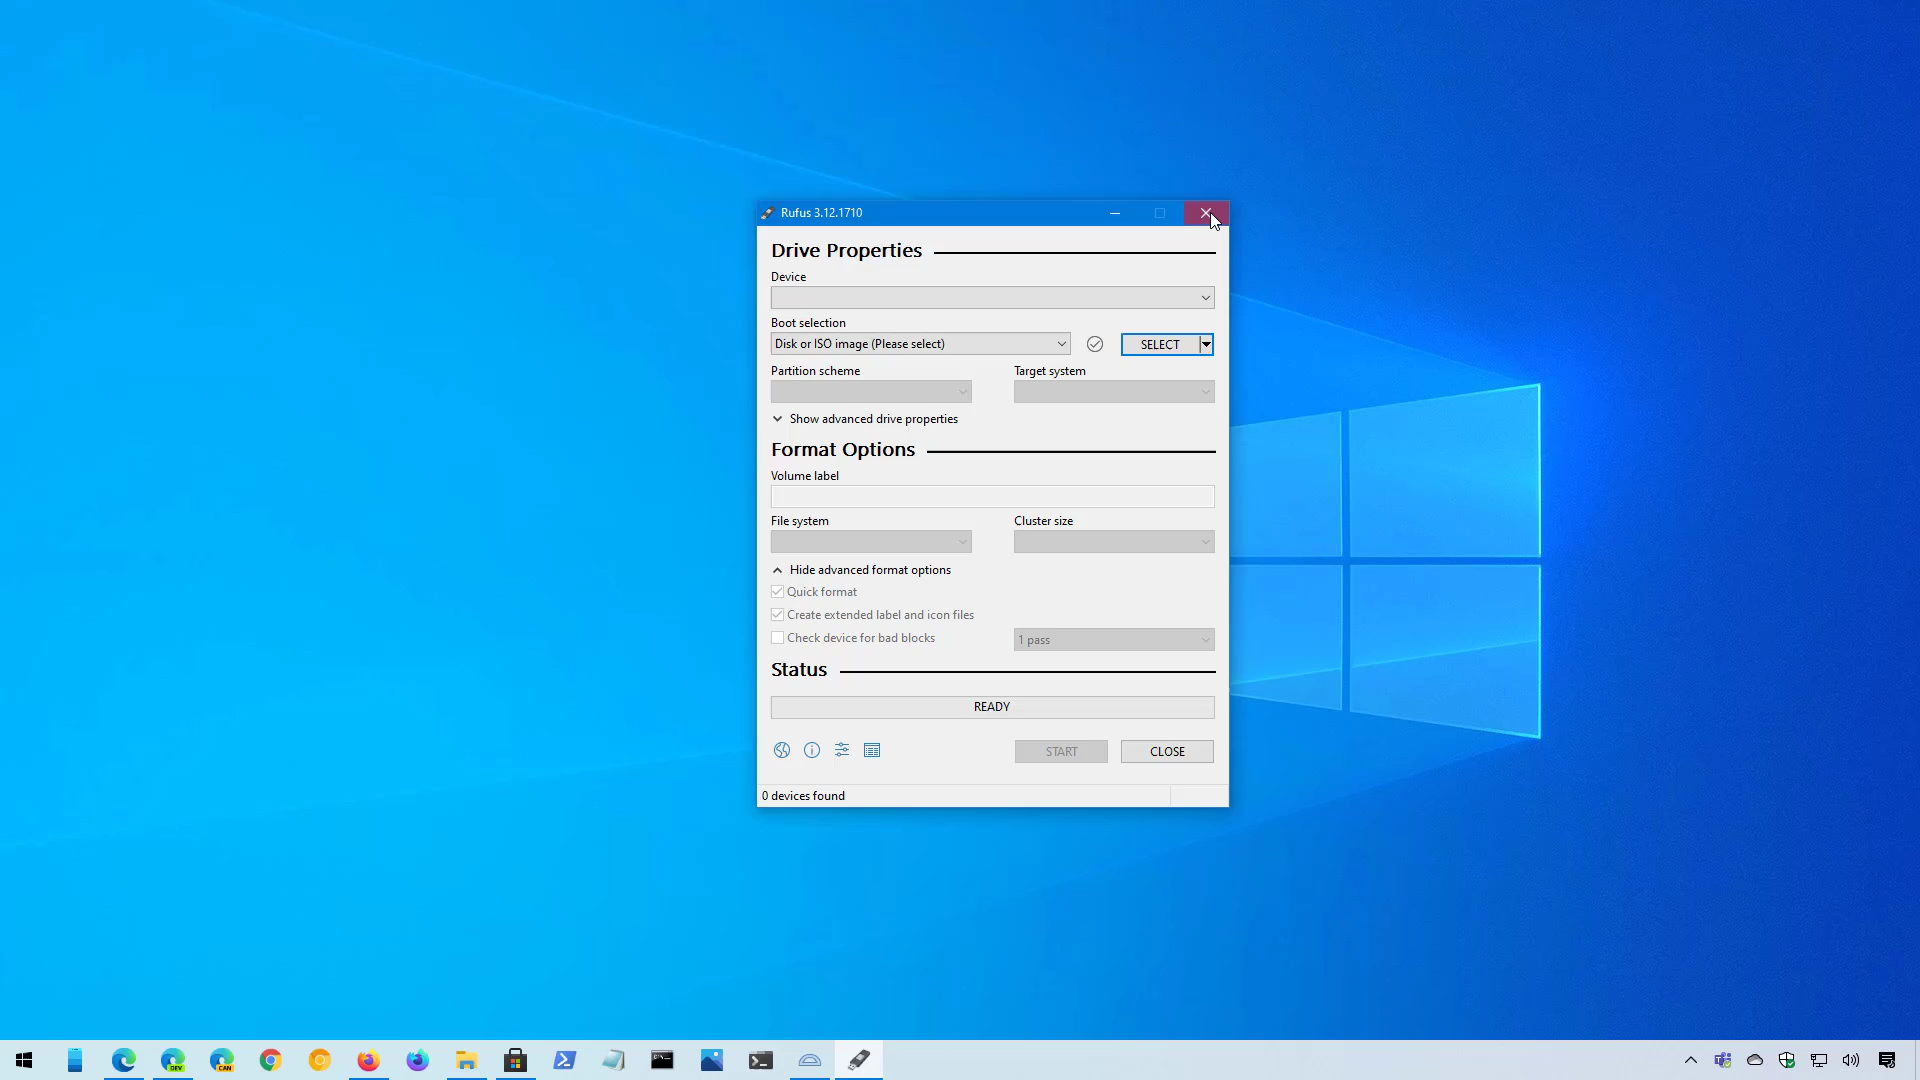 Rufus 3.12.1710
Drive Properties
Device
Boot selection
Disk or ISO image (Please select)
SELECT
Partition scheme
Target system
Show advanced drive properties
Format Options
Volume label
File system
Cluster size
Hide advanced format options
Quick format
Create extended label and icon files
Check device for bad blocks
1 pass
Status
READY
START
CLOSE
0 devices found
DEV
CAN